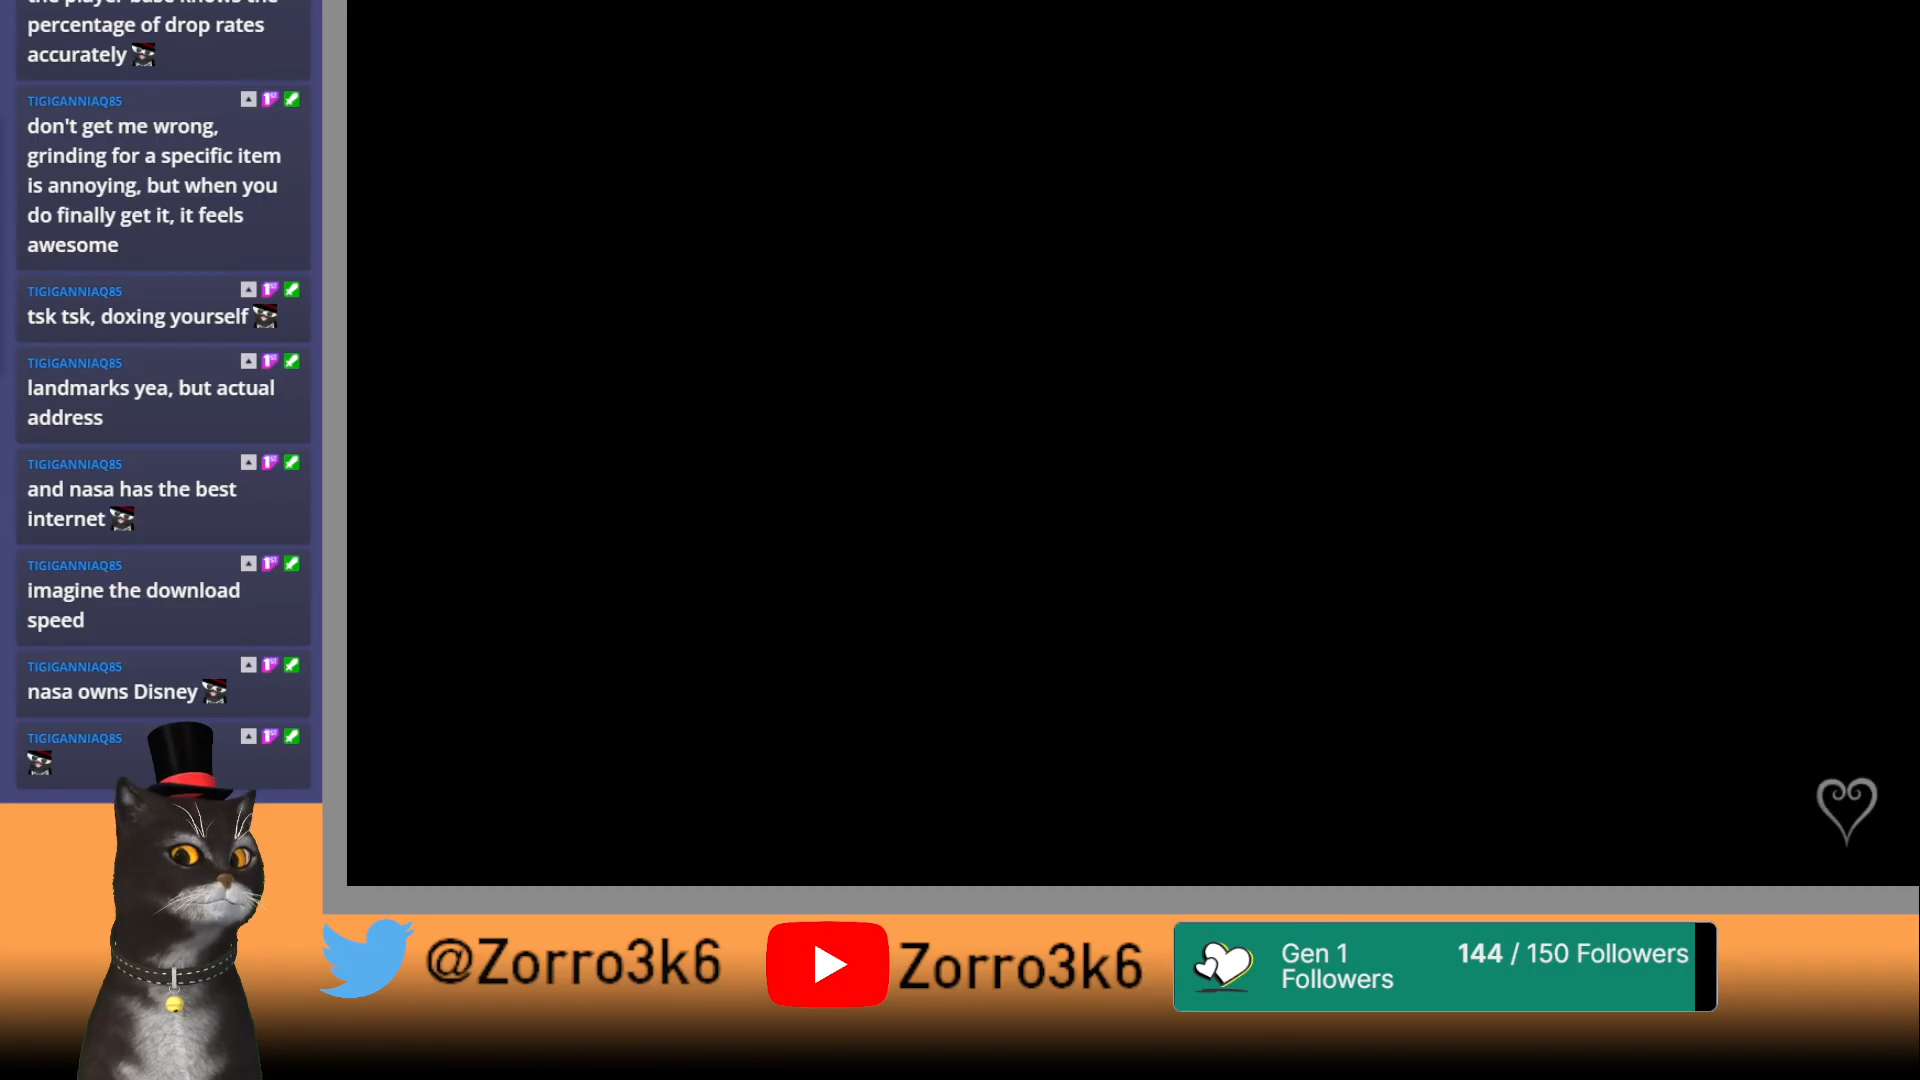 percentage of drop rates
accurately
TIGIGANNIAQ85
don't get me wrong,
grinding for a specific item
is annoying, but when you
do finally get it, it feels
awesome
TIGIGANNIAQ85
tsk tsk, doxing yourself
TIGIGANNIAQ85
landmarks yea, but actual
address
TIGIGANNIAQ85
and nasa has the best
internet
TIGIGANNIAQ85
imagine the download
speed
TIGIGANNIAQ85
nasa owns Disney
TIGIGANNIAQ85
@Zorro3k6
Zorro3k6
Gen 1
Followers
144 / 150 Followers